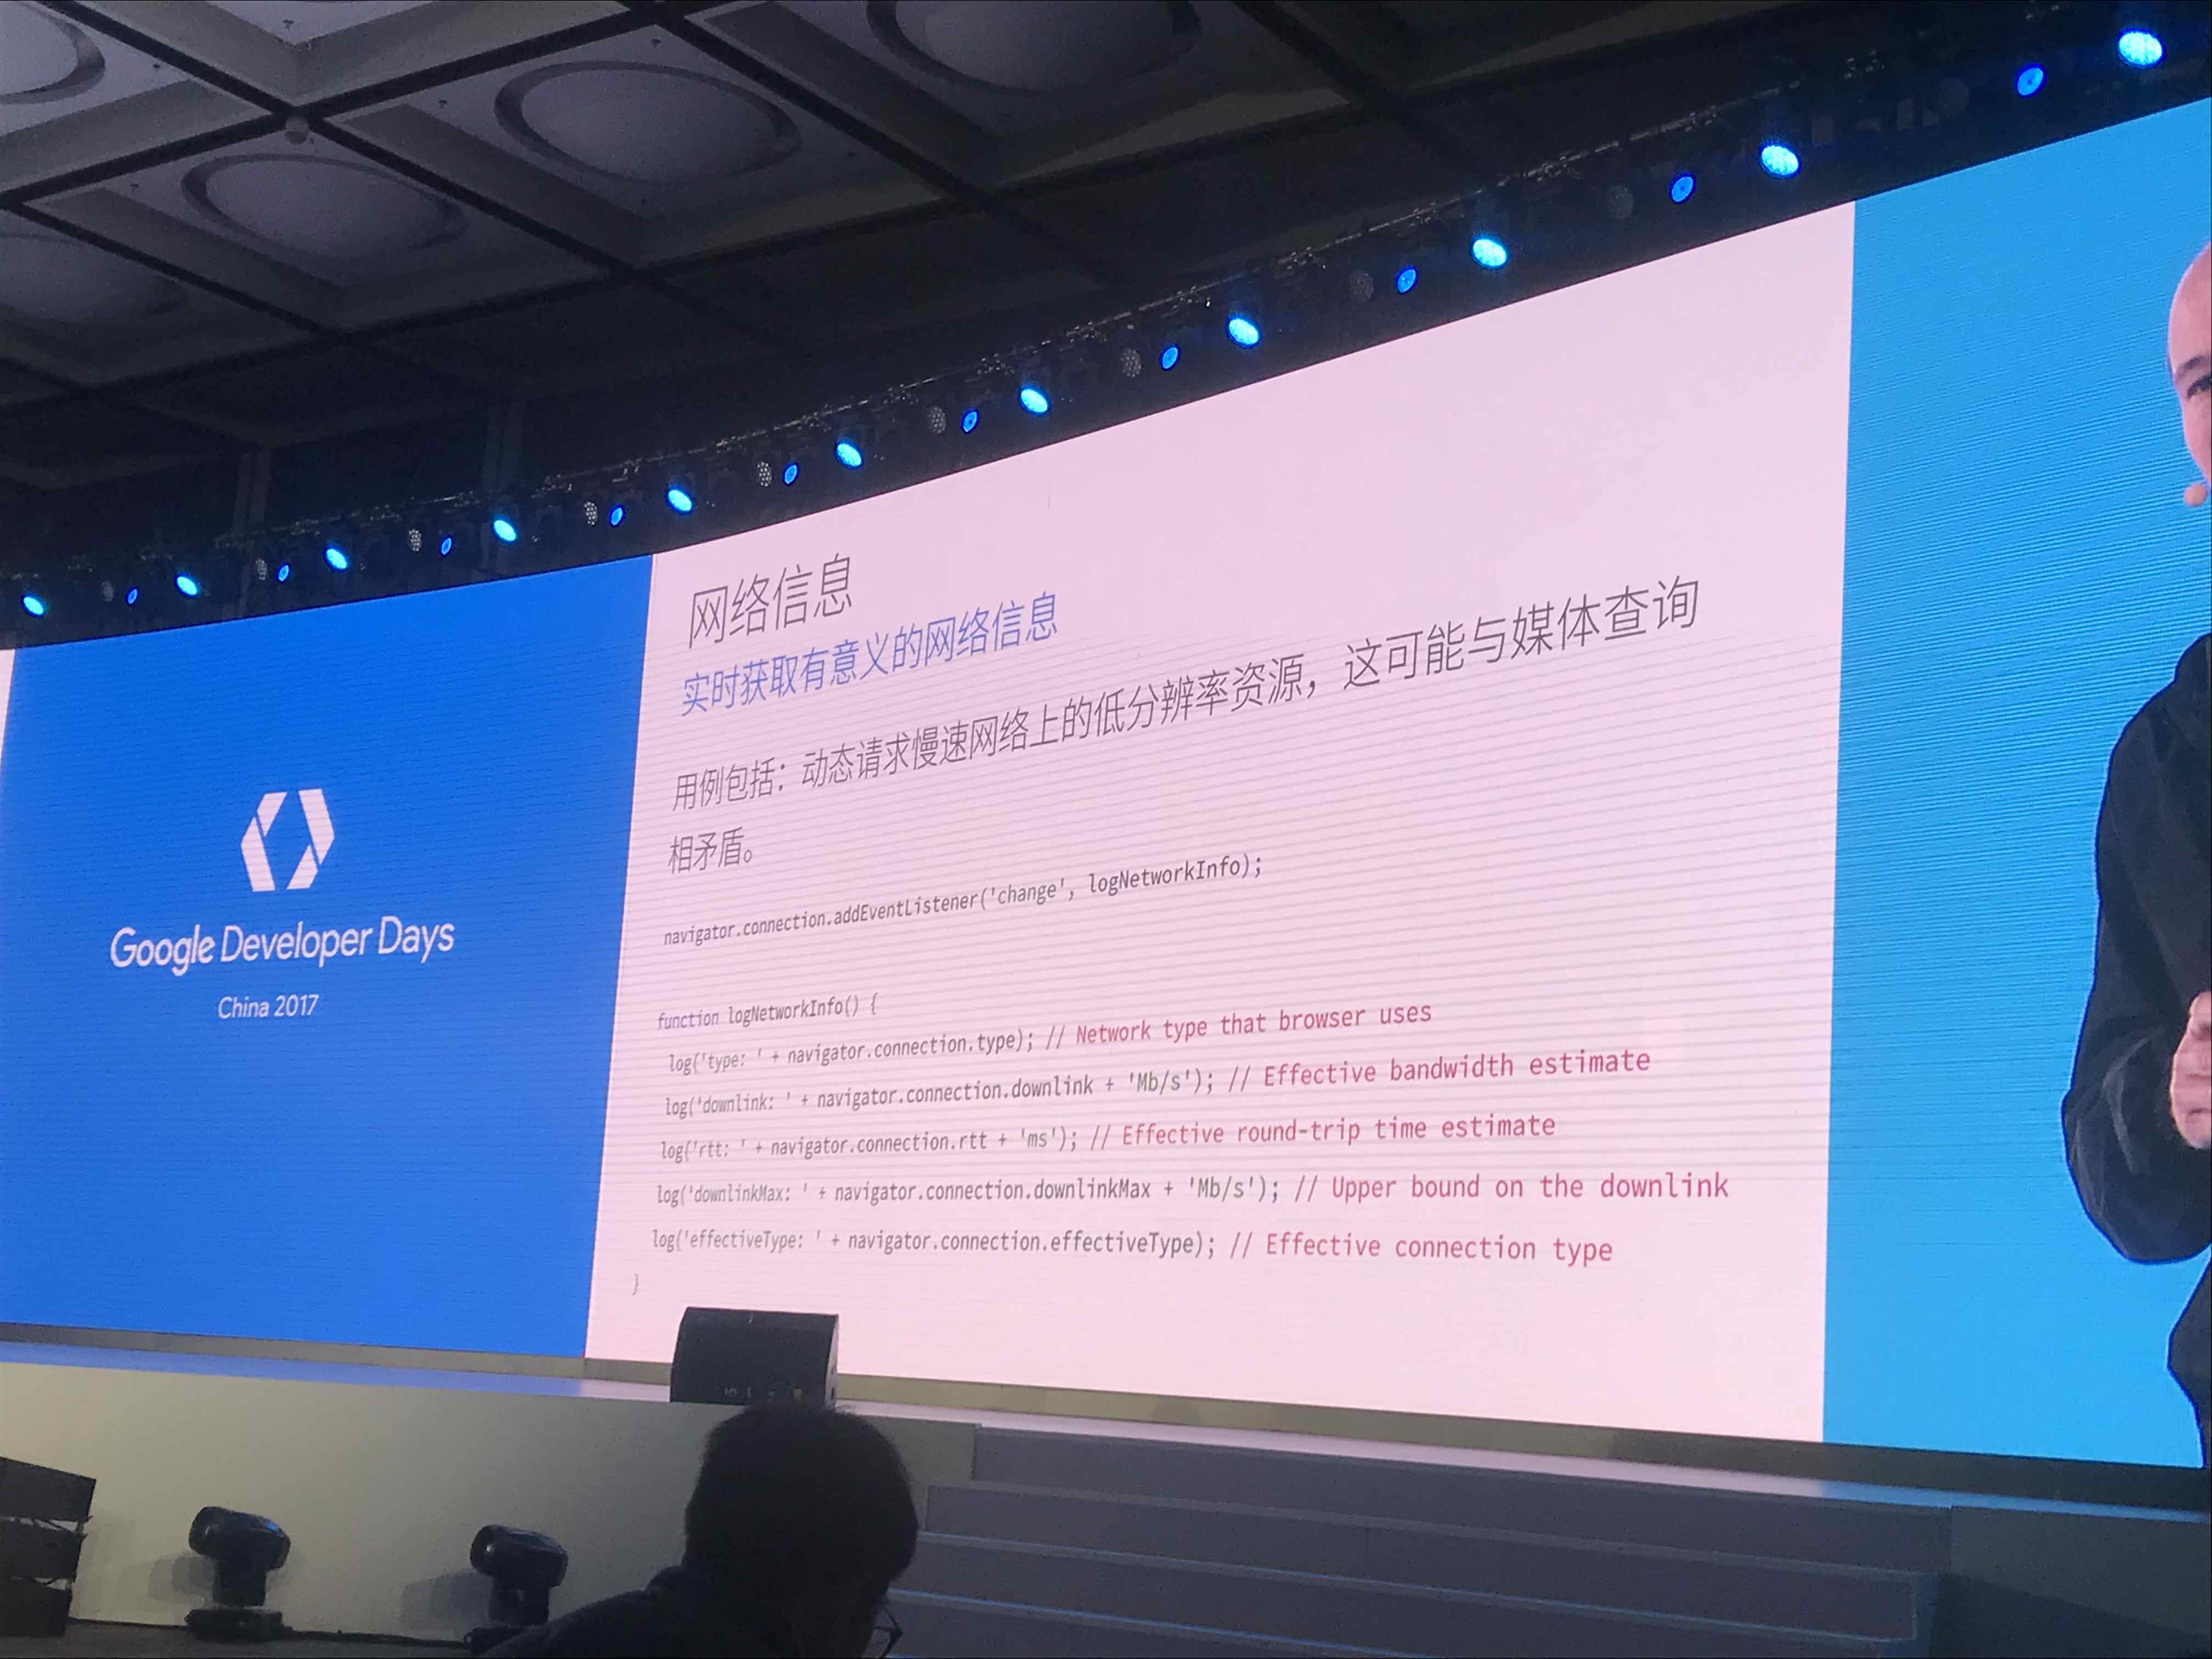 Google Developer Days
China 2017
网络信息
实时获取有意义的网络信息
用例包括：动态请求慢速网络上的低分辨率资源，这可能与媒体查询
相矛盾。
navigator.connection.addEventListener('change', logNetworkInfo);
function logNetworkInfo() {
log('type: ' + navigator.connection.type); // Network type that browser uses
log('downlink: ' + navigator.connection.downlink + 'Mb/s'); // Effective bandwidth estimate
log('rtt: ' + navigator.connection.rtt + 'ms'); // Effective round-trip time estimate
log('downlinkMax: ' + navigator.connection.downlinkMax + 'Mb/s'); // Upper bound on the downlink
log('effectiveType: ' + navigator.connection.effectiveType); // Effective connection type
}